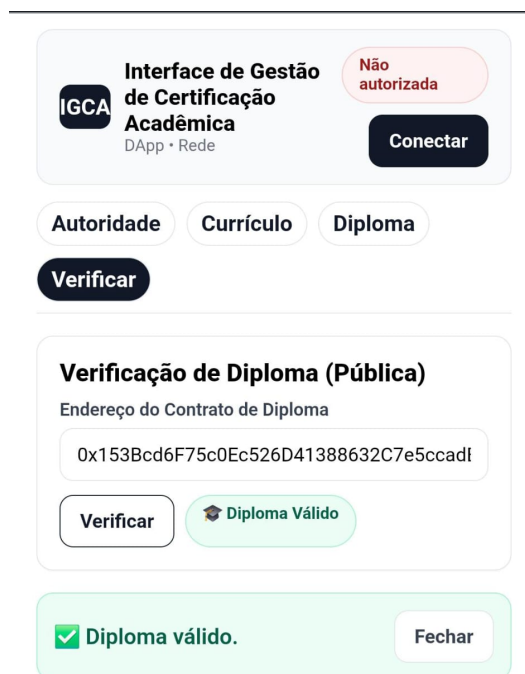 Interface de Gestão
de Certificação
Acadêmica
DApp • Rede
IGCA
Não
autorizada
Conectar
Autoridade
Currículo
Diploma
Verificar
Verificação de Diploma (Pública)
Endereço do Contrato de Diploma
0x153Bcd6F75c0Ec526D41388632C7e5ccad
Verificar
🎓 Diploma Válido
✅ Diploma válido.
Fechar